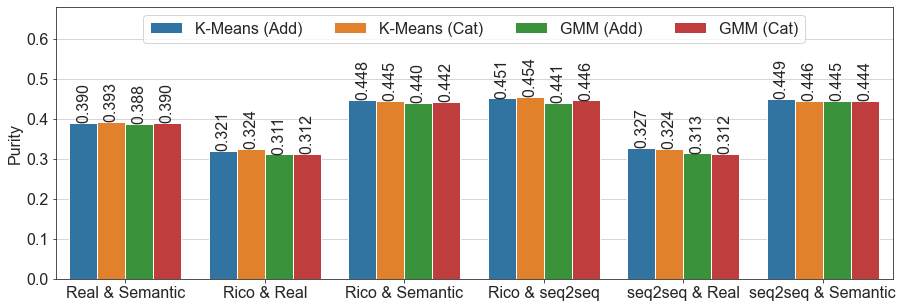 K-Means (Add) K-Means (Cat) GMM (Add) GMM (Cat)
Purity
0.6
0.5
0.4
0.3
0.2
0.1
0.0
0.390 0.393 0.388 0.390
0.321 0.324 0.311 0.312
0.448 0.445 0.440 0.442
0.451 0.454 0.441 0.446
0.327 0.324 0.313 0.312
0.449 0.446 0.445 0.444
Real & Semantic Rico & Real Rico & Semantic Rico & seq2seq seq2seq & Real seq2seq & Semantic